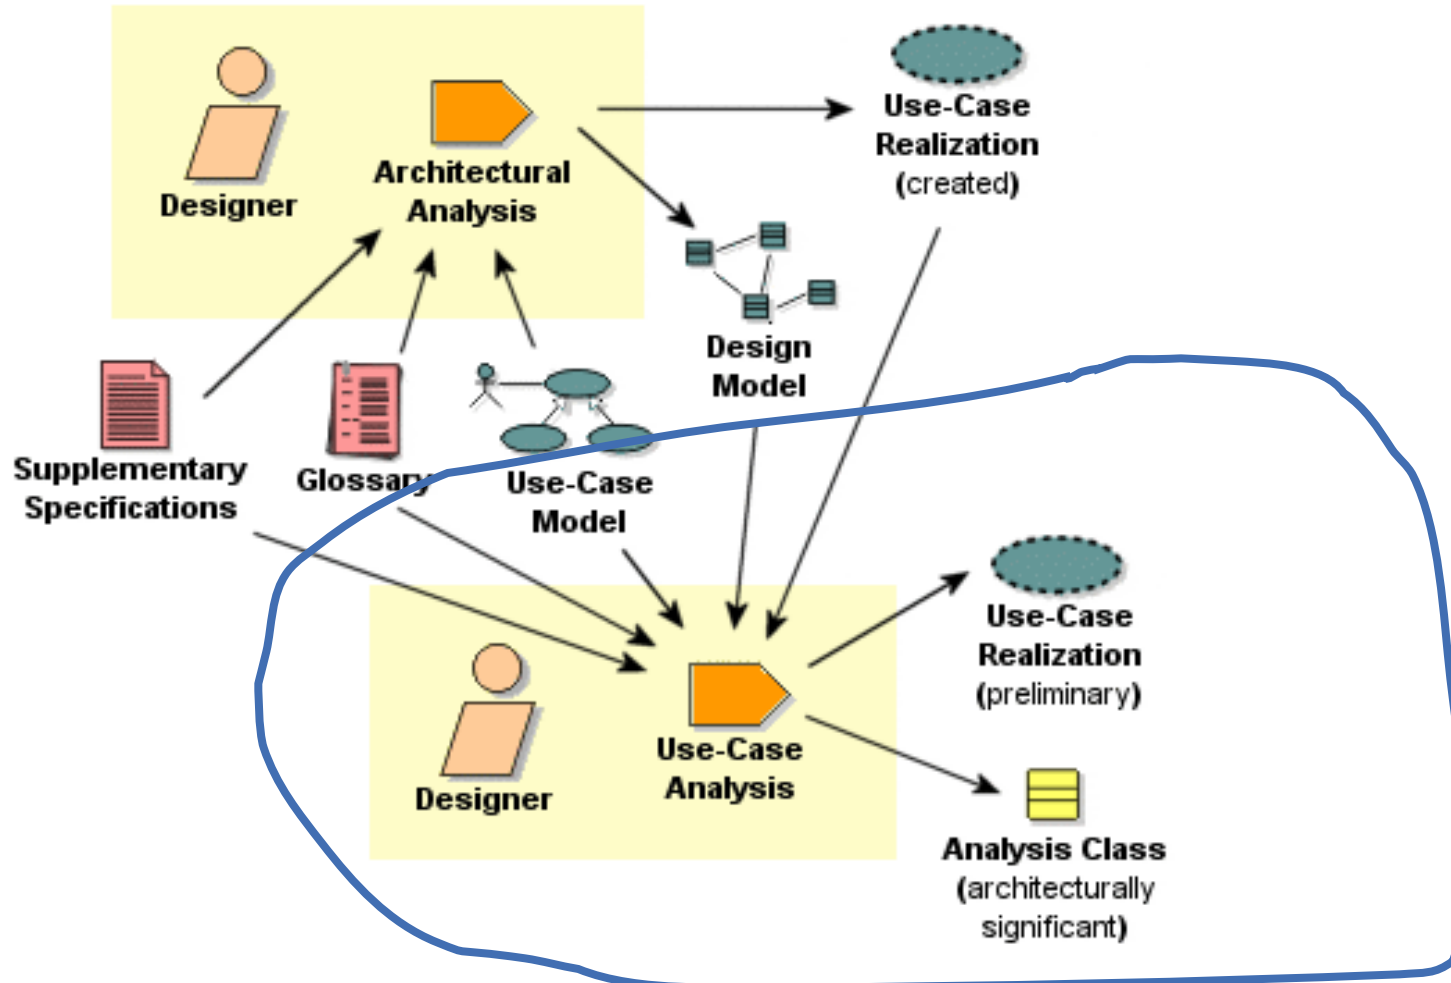 Designer
Architectural
Analysis
Use-Case
Realization
(created)
Design
Model
Supplementary
Specifications
Glossary
Use-Case
Model
Designer
Use-Case
Analysis
Use-Case
Realization
(preliminary)
Analysis Class
(architecturally
significant)